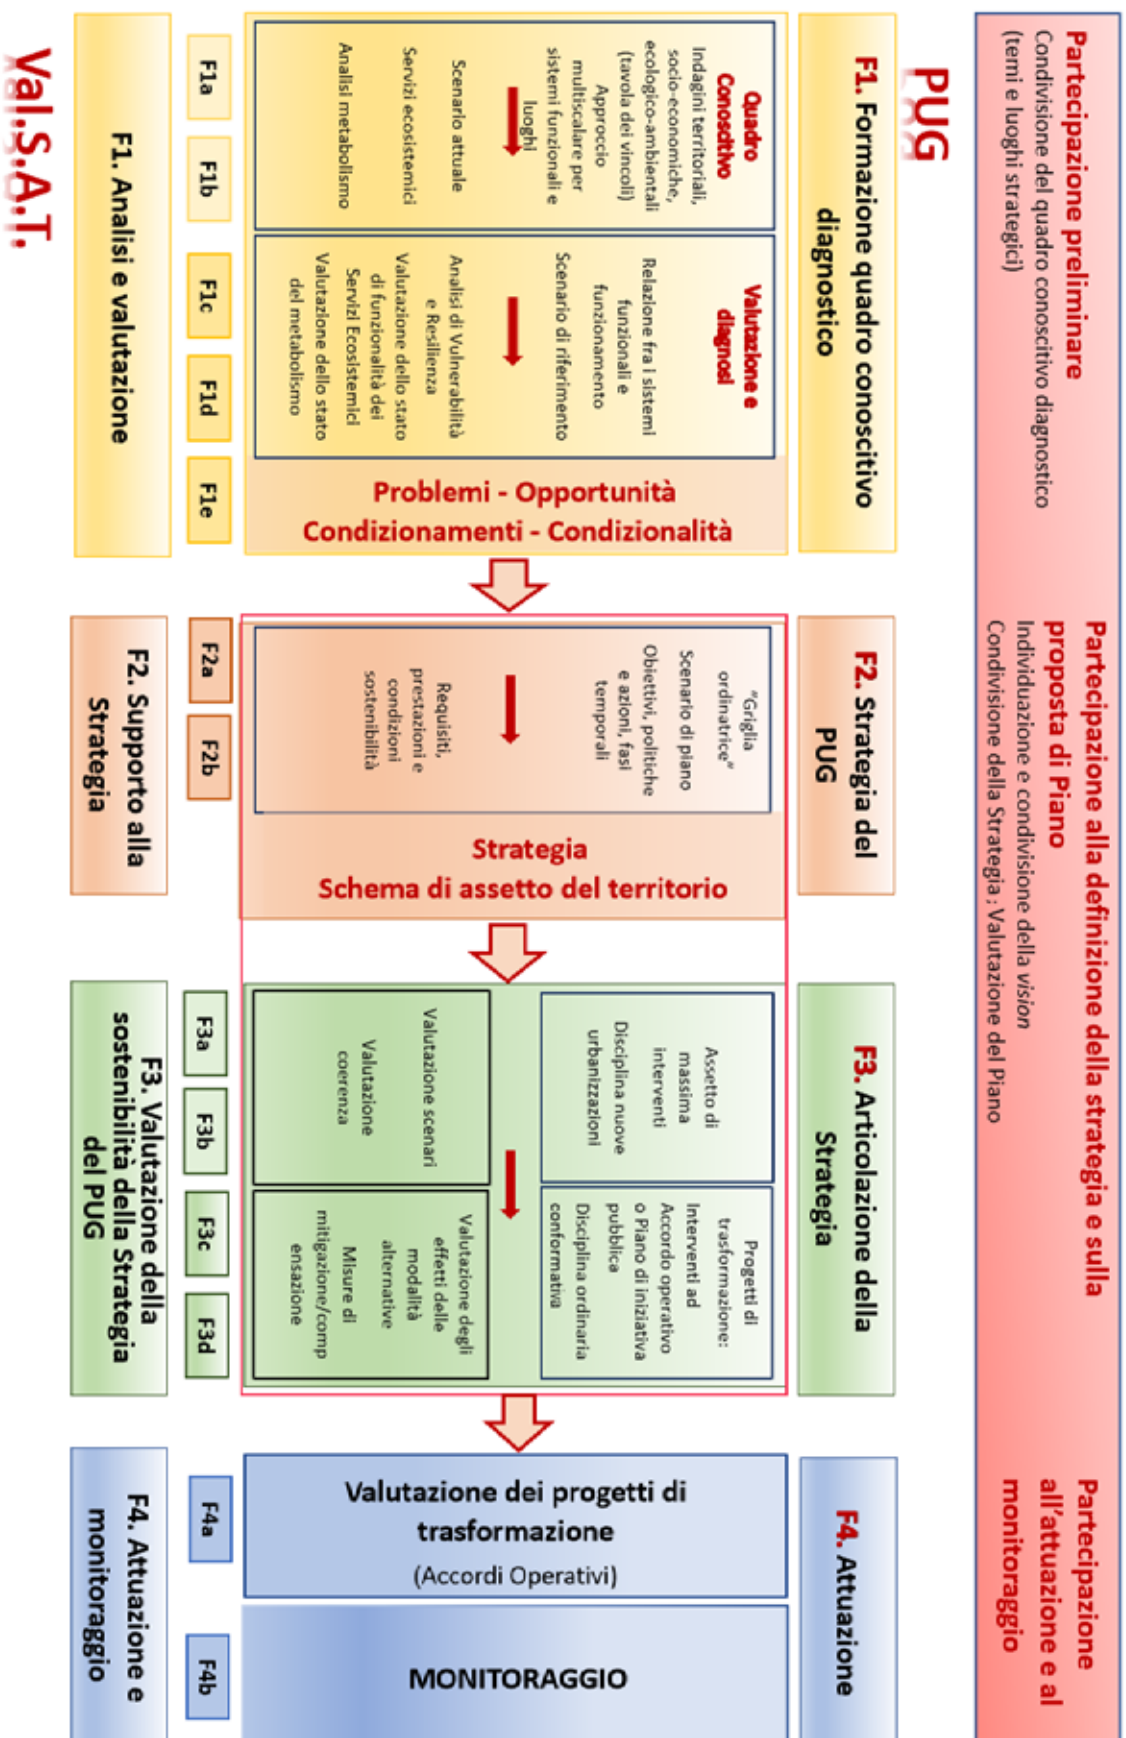 Partecipazione preliminare
Condivisione del quadro conoscitivo diagnostico
(temi e luoghi strategici)
Partecipazione alla definizione della strategia e sulla
proposta di Piano
Individuazione e condivisione della vision
Condivisione della Strategia ; Valutazione del Piano
Partecipazione
all'attuazione e al
monitoraggio
PUG
F1. Formazione quadro conoscitivo
diagnostico
F2. Strategia del
PUG
F3. Articolazione della
Strategia
F4. Attuazione
Quadro
Conoscitivo
Indagini territoriali,
socio-economiche,
ecologico-ambientali
(tavola dei vincoli)
Approccio
multiscalare per
sistemi funzionali e
luoghi
Scenario attuale
Servizi ecosistemici
Analisi metabolismo
Valutazione e
diagnosi
Relazione fra i sistemi
funzionali e
funzionamento
Scenario di riferimento
Analisi di Vulnerabilità
e Resilienza
Valutazione dello stato
di funzionalità dei
Servizi Ecosistemici
Valutazione dello stato
del metabolismo
Problemi - Opportunità
Condizionamenti - Condizionalità
"Griglia
ordinatrice"
Scenario di piano
Obiettivi, politiche
e azioni, fasi
temporali
Requisiti,
prestazioni e
condizioni
sostenibilità
Strategia
Schema di assetto del territorio
Assetto di
massima
interventi
Disciplina nuove
urbanizzazioni
Progetti di
trasformazione:
Interventi ad
Accordo operativo
o Piano di iniziativa
pubblica
Disciplina ordinaria
conformativa
Valutazione scenari
Valutazione
coerenza
Valutazione degli
effetti delle
modalità
alternative
Misure di
mitigazione/comp
ensazione
Valutazione dei progetti di
trasformazione
(Accordi Operativi)
MONITORAGGIO
F1a
F1b
F1c
F1d
F1e
F2a
F2b
F3a
F3b
F3c
F3d
F4a
F4b
F1. Analisi e valutazione
F2. Supporto alla
Strategia
F3. Valutazione della
sostenibilità della Strategia
del PUG
F4. Attuazione e
monitoraggio
Val.S.A.T.